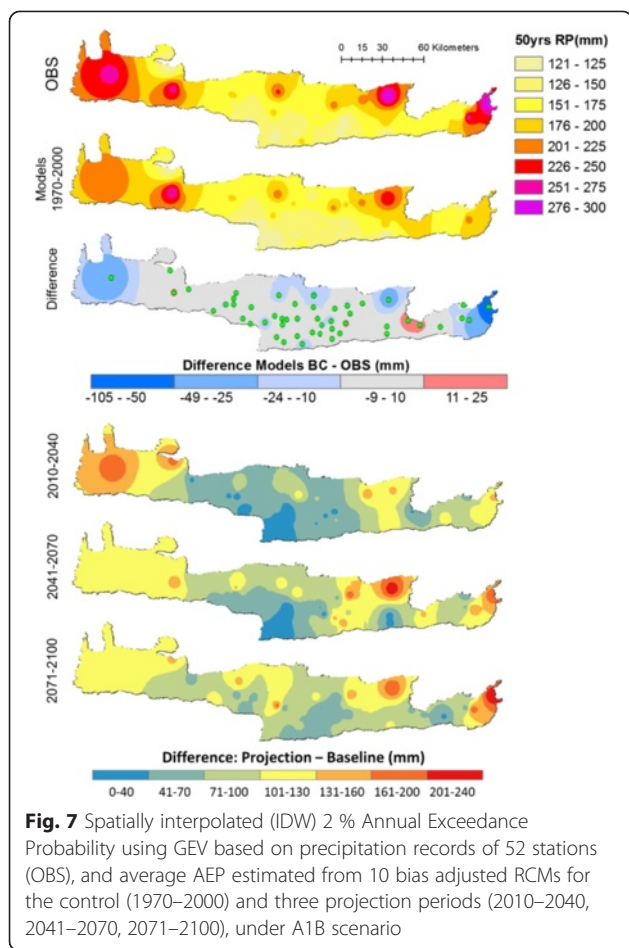 OBS
0 10 20 30 60 Kilometers
50yrs RP(mm)
121 - 125
126 - 150
151 - 175
176 - 200
201 - 225
226 - 250
251 - 275
276 - 300
Models
1970-2000
Difference
Difference Models BC - OBS (mm)
-105 - -50
-49 - -25
-24 - -10
-9 - 10
11 - 25
2010-2040
2041-2070
2071-2100
Difference: Projection – Baseline (mm)
0-40
41-70
71-100
101-130
131-160
161-200
201-240
Fig. 7 Spatially interpolated (IDW) 2 % Annual Exceedance
Probability using GEV based on precipitation records of 52 stations
(OBS), and average AEP estimated from 10 bias adjusted RCMs for
the control (1970–2000) and three projection periods (2010–2040,
2041–2070, 2071–2100), under A1B scenario